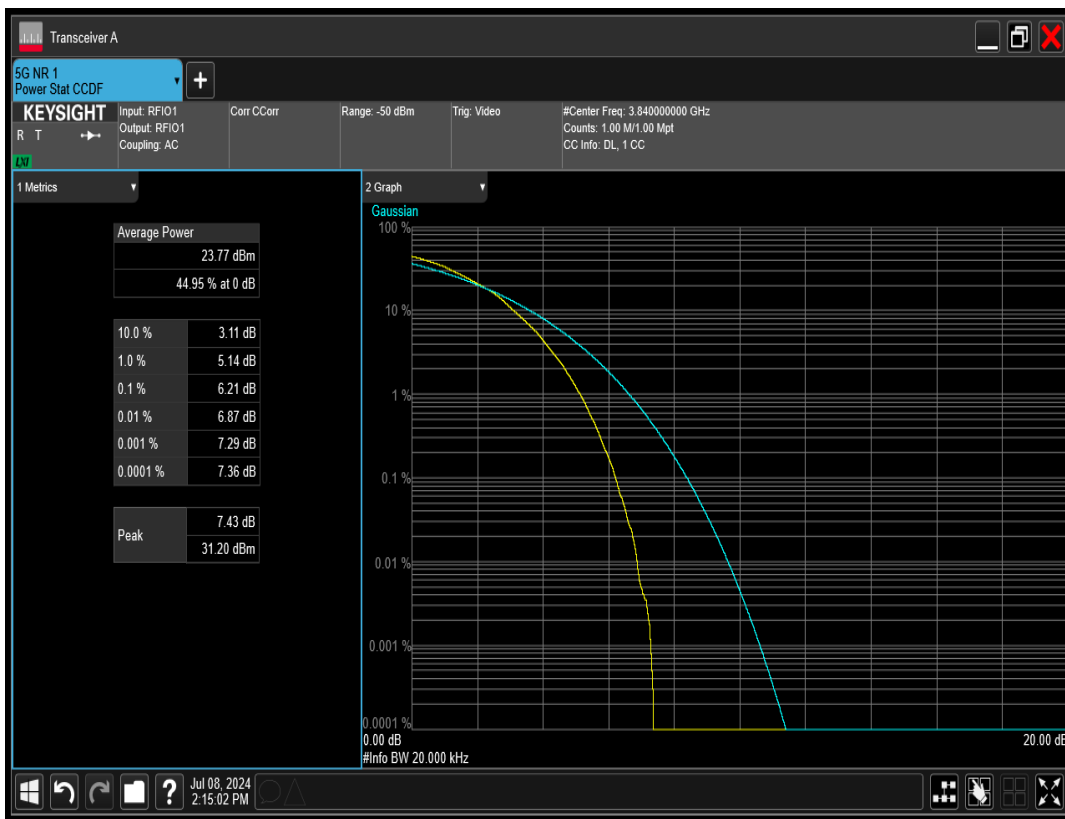 Transceiver A
5G NR 1
Power Stat CCDF
+
KEYSIGHT
R T
LXI
Input: RFIO1
Output: RFIO1
Coupling: AC
Corr CCorr
Range: -50 dBm
Trig: Video
#Center Freq: 3.840000000 GHz
Counts: 1.00 M/1.00 Mpt
CC Info: DL, 1 CC
1 Metrics
Average Power
23.77 dBm
44.95 % at 0 dB
10.0 % 3.11 dB
1.0 % 5.14 dB
0.1 % 6.21 dB
0.01 % 6.87 dB
0.001 % 7.29 dB
0.0001 % 7.36 dB
Peak
7.43 dB
31.20 dBm
2 Graph
Gaussian
100 %
10 %
1 %
0.1 %
0.01 %
0.001 %
0.0001 %
0.00 dB 20.00 dB
#Info BW 20.000 kHz
?
Jul 08, 2024
2:15:02 PM